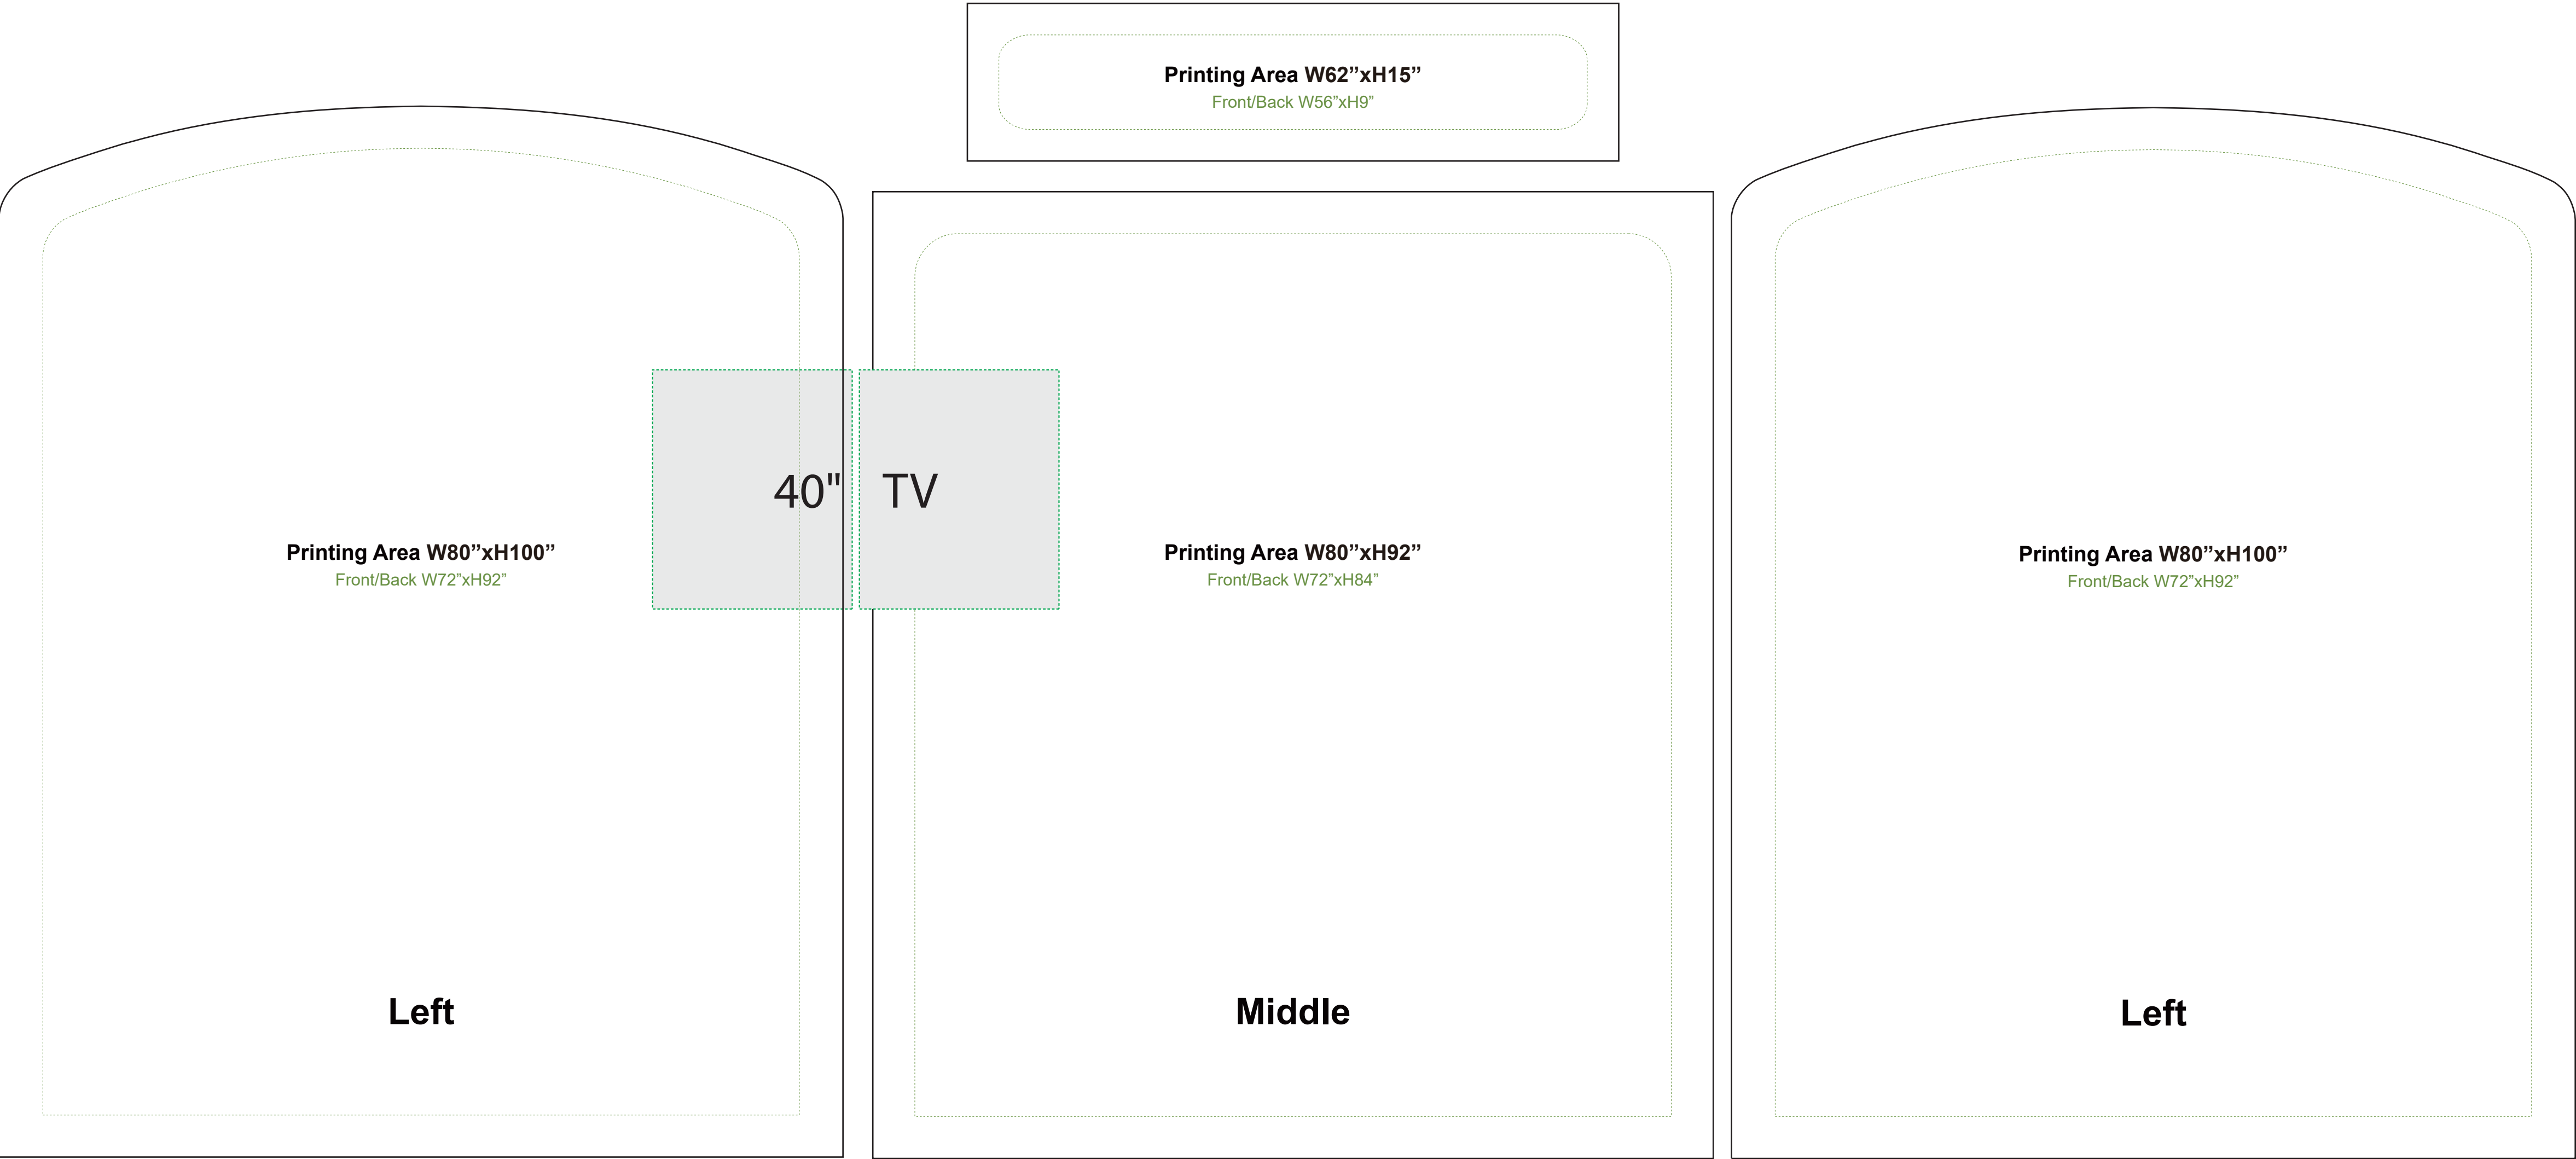 Printing Area W62”xH15”
Front/Back W56”xH9”
40" TV
Printing Area W80”xH100”
Front/Back W72”xH92”
Left
Printing Area W80”xH92”
Front/Back W72”xH84”
Middle
Printing Area W80”xH100”
Front/Back W72”xH92”
Left